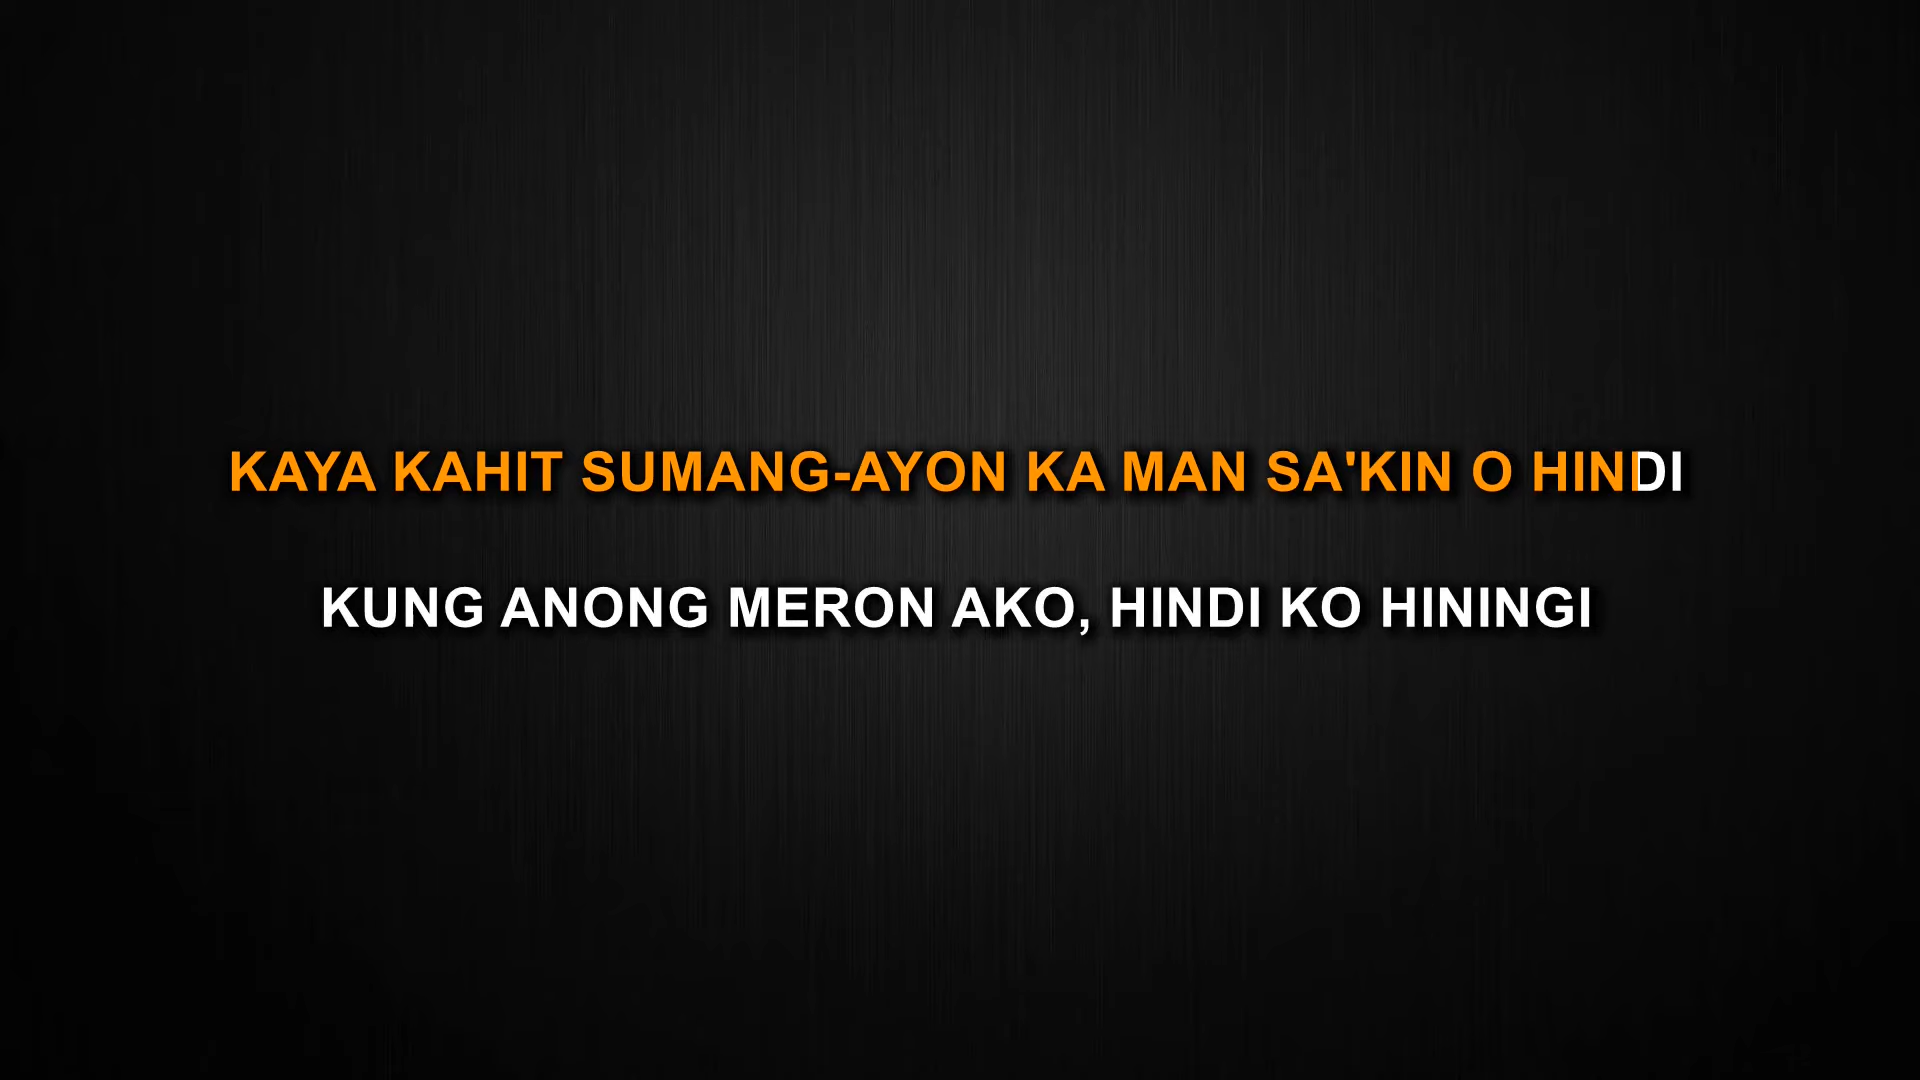 KAYA KAHIT SUMANG-AYON KA MAN SA'KIN O HINDI
KUNG ANONG MERON AKO, HINDI KO HININGI